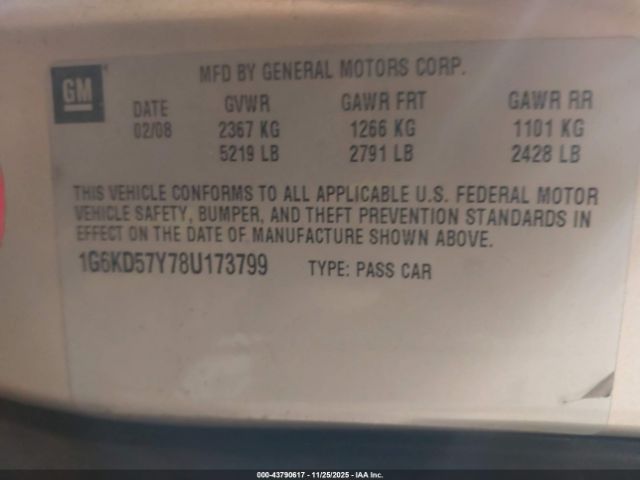 GM
MFD BY GENERAL MOTORS CORP.
DATE GVWR GAWR FRT GAWR RR
02/08 2367 KG 1266 KG 1101 KG
5219 LB 2791 LB 2428 LB
THIS VEHICLE CONFORMS TO ALL APPLICABLE U.S. FEDERAL MOTOR
VEHICLE SAFETY, BUMPER, AND THEFT PREVENTION STANDARDS IN
EFFECT ON THE DATE OF MANUFACTURE SHOWN ABOVE.
1G6KD57Y78U173799 TYPE: PASS CAR
000-43790617 - 11/25/2025 - IAA Inc.